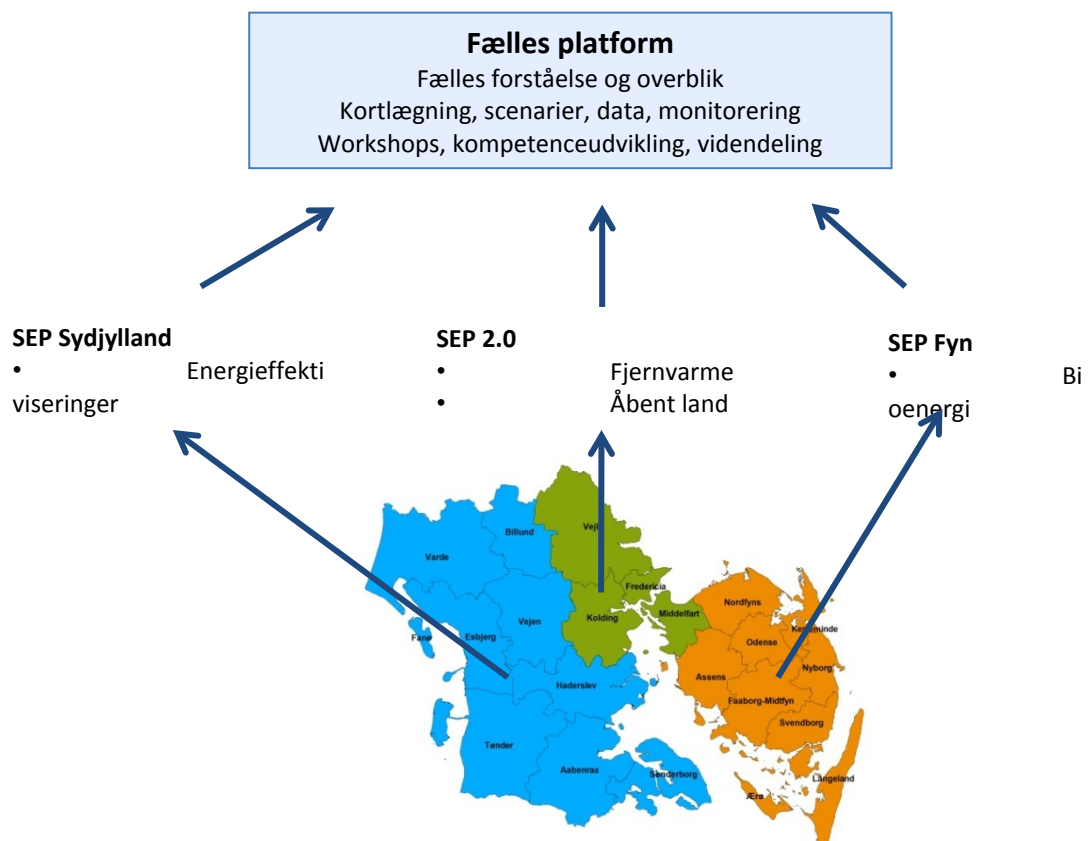 Fælles platform
Fælles forståelse og overblik
Kortlægning, scenarier, data, monitorering
Workshops, kompetenceudvikling, videndeling
SEP Sydjylland
• Energieffekti
viseringer
SEP 2.0
• Fjernvarme
• Åbent land
SEP Fyn
• Bi
oenergi
Billund
Vejl
Varde
Fredericia
Nordfyns
Middelfart
Kolding
Vejen
Kerteminde
Fanø
Esbjerg
Odense
Nyborg
Assens
Haderslev
Faaborg-Midtfyn
Svendborg
Tønder
Aabenraa
Sønderborg
Langeland
Ærø